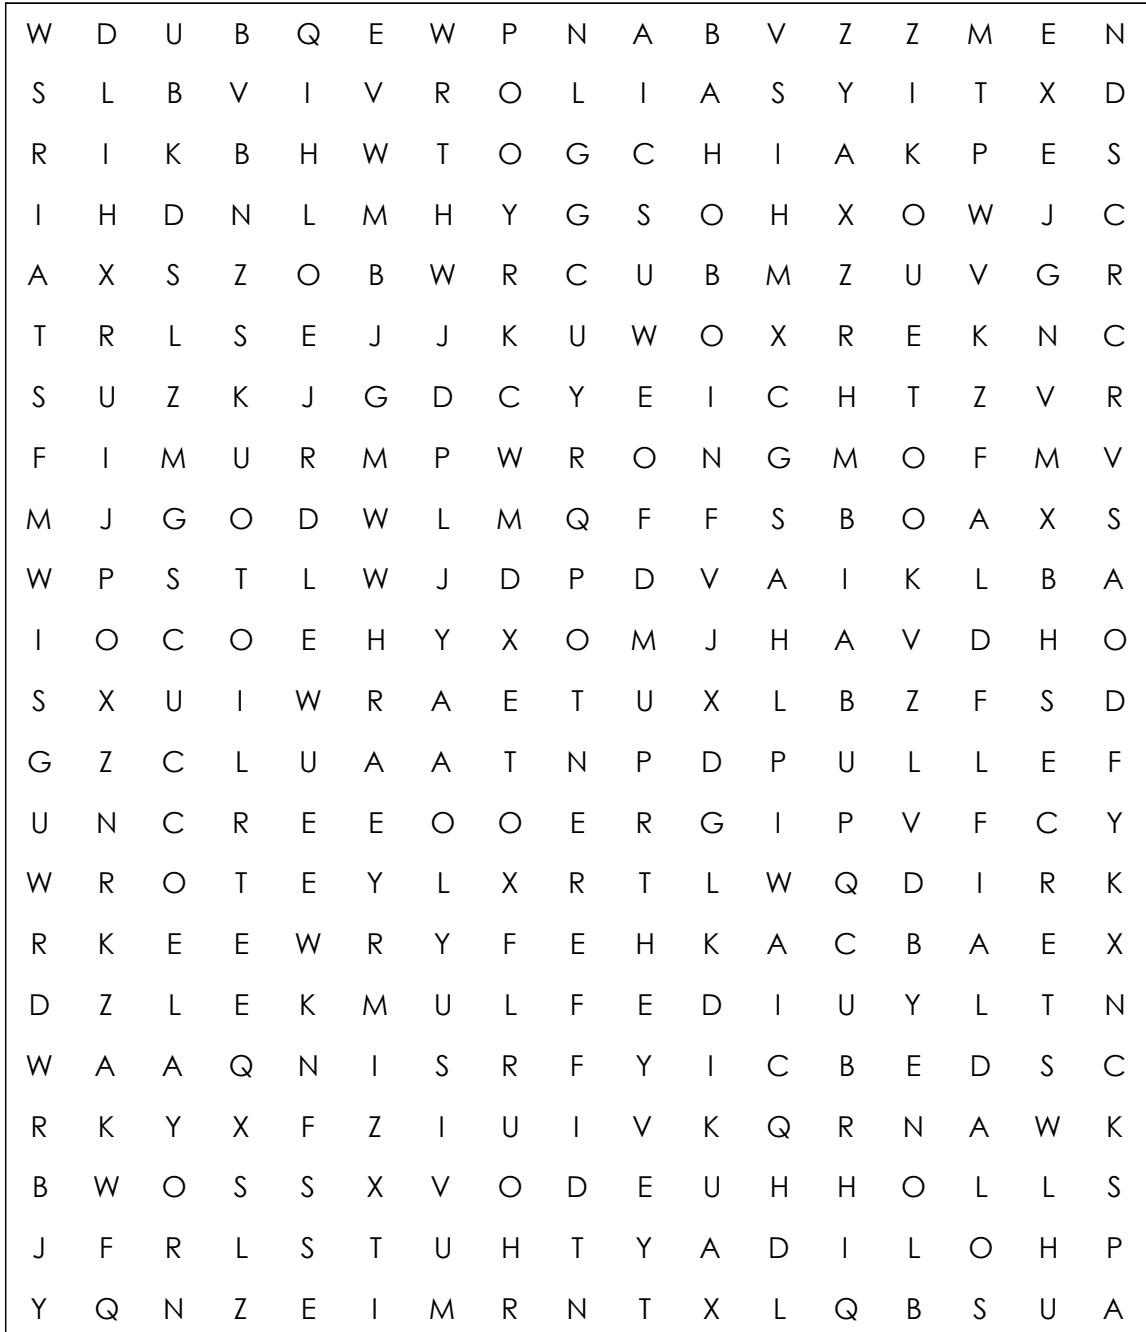 W D U B Q E W P N A B V Z Z M E N
S L B V I V R O L I A S Y I T X D
R I K B H W T O G C H I A K P E S
I H D N L M H Y G S O H X O W J C
A X S Z O B W R C U B M Z U V G R
T R L S E J J K U W O X R E K N C
S U Z K J G D C Y E I C H T Z V R
F I M U R M P W R O N G M O F M V
M J G O D W L M Q F F S B O A X S
W P S T L W J D P D V A I K L B A
I O C O E H Y X O M J H A V D H O
S X U I W R A E T U X L B Z F S D
G Z C L U A A T N P D P U L L E F
U N C R E E O O E R G I P V F C Y
W R O T E Y L X R T L W Q D I R K
R K E E W R Y F E H K A C B A E X
D Z L E K M U L F E D I U Y L T N
W A A Q N I S R F Y I C B E D S C
R K Y X F Z I U I V K Q R N A W K
B W O S S X V O D E U H H O L L S
J F R L S T U H T Y A D I L O H P
Y Q N Z E I M R N T X L Q B S U A